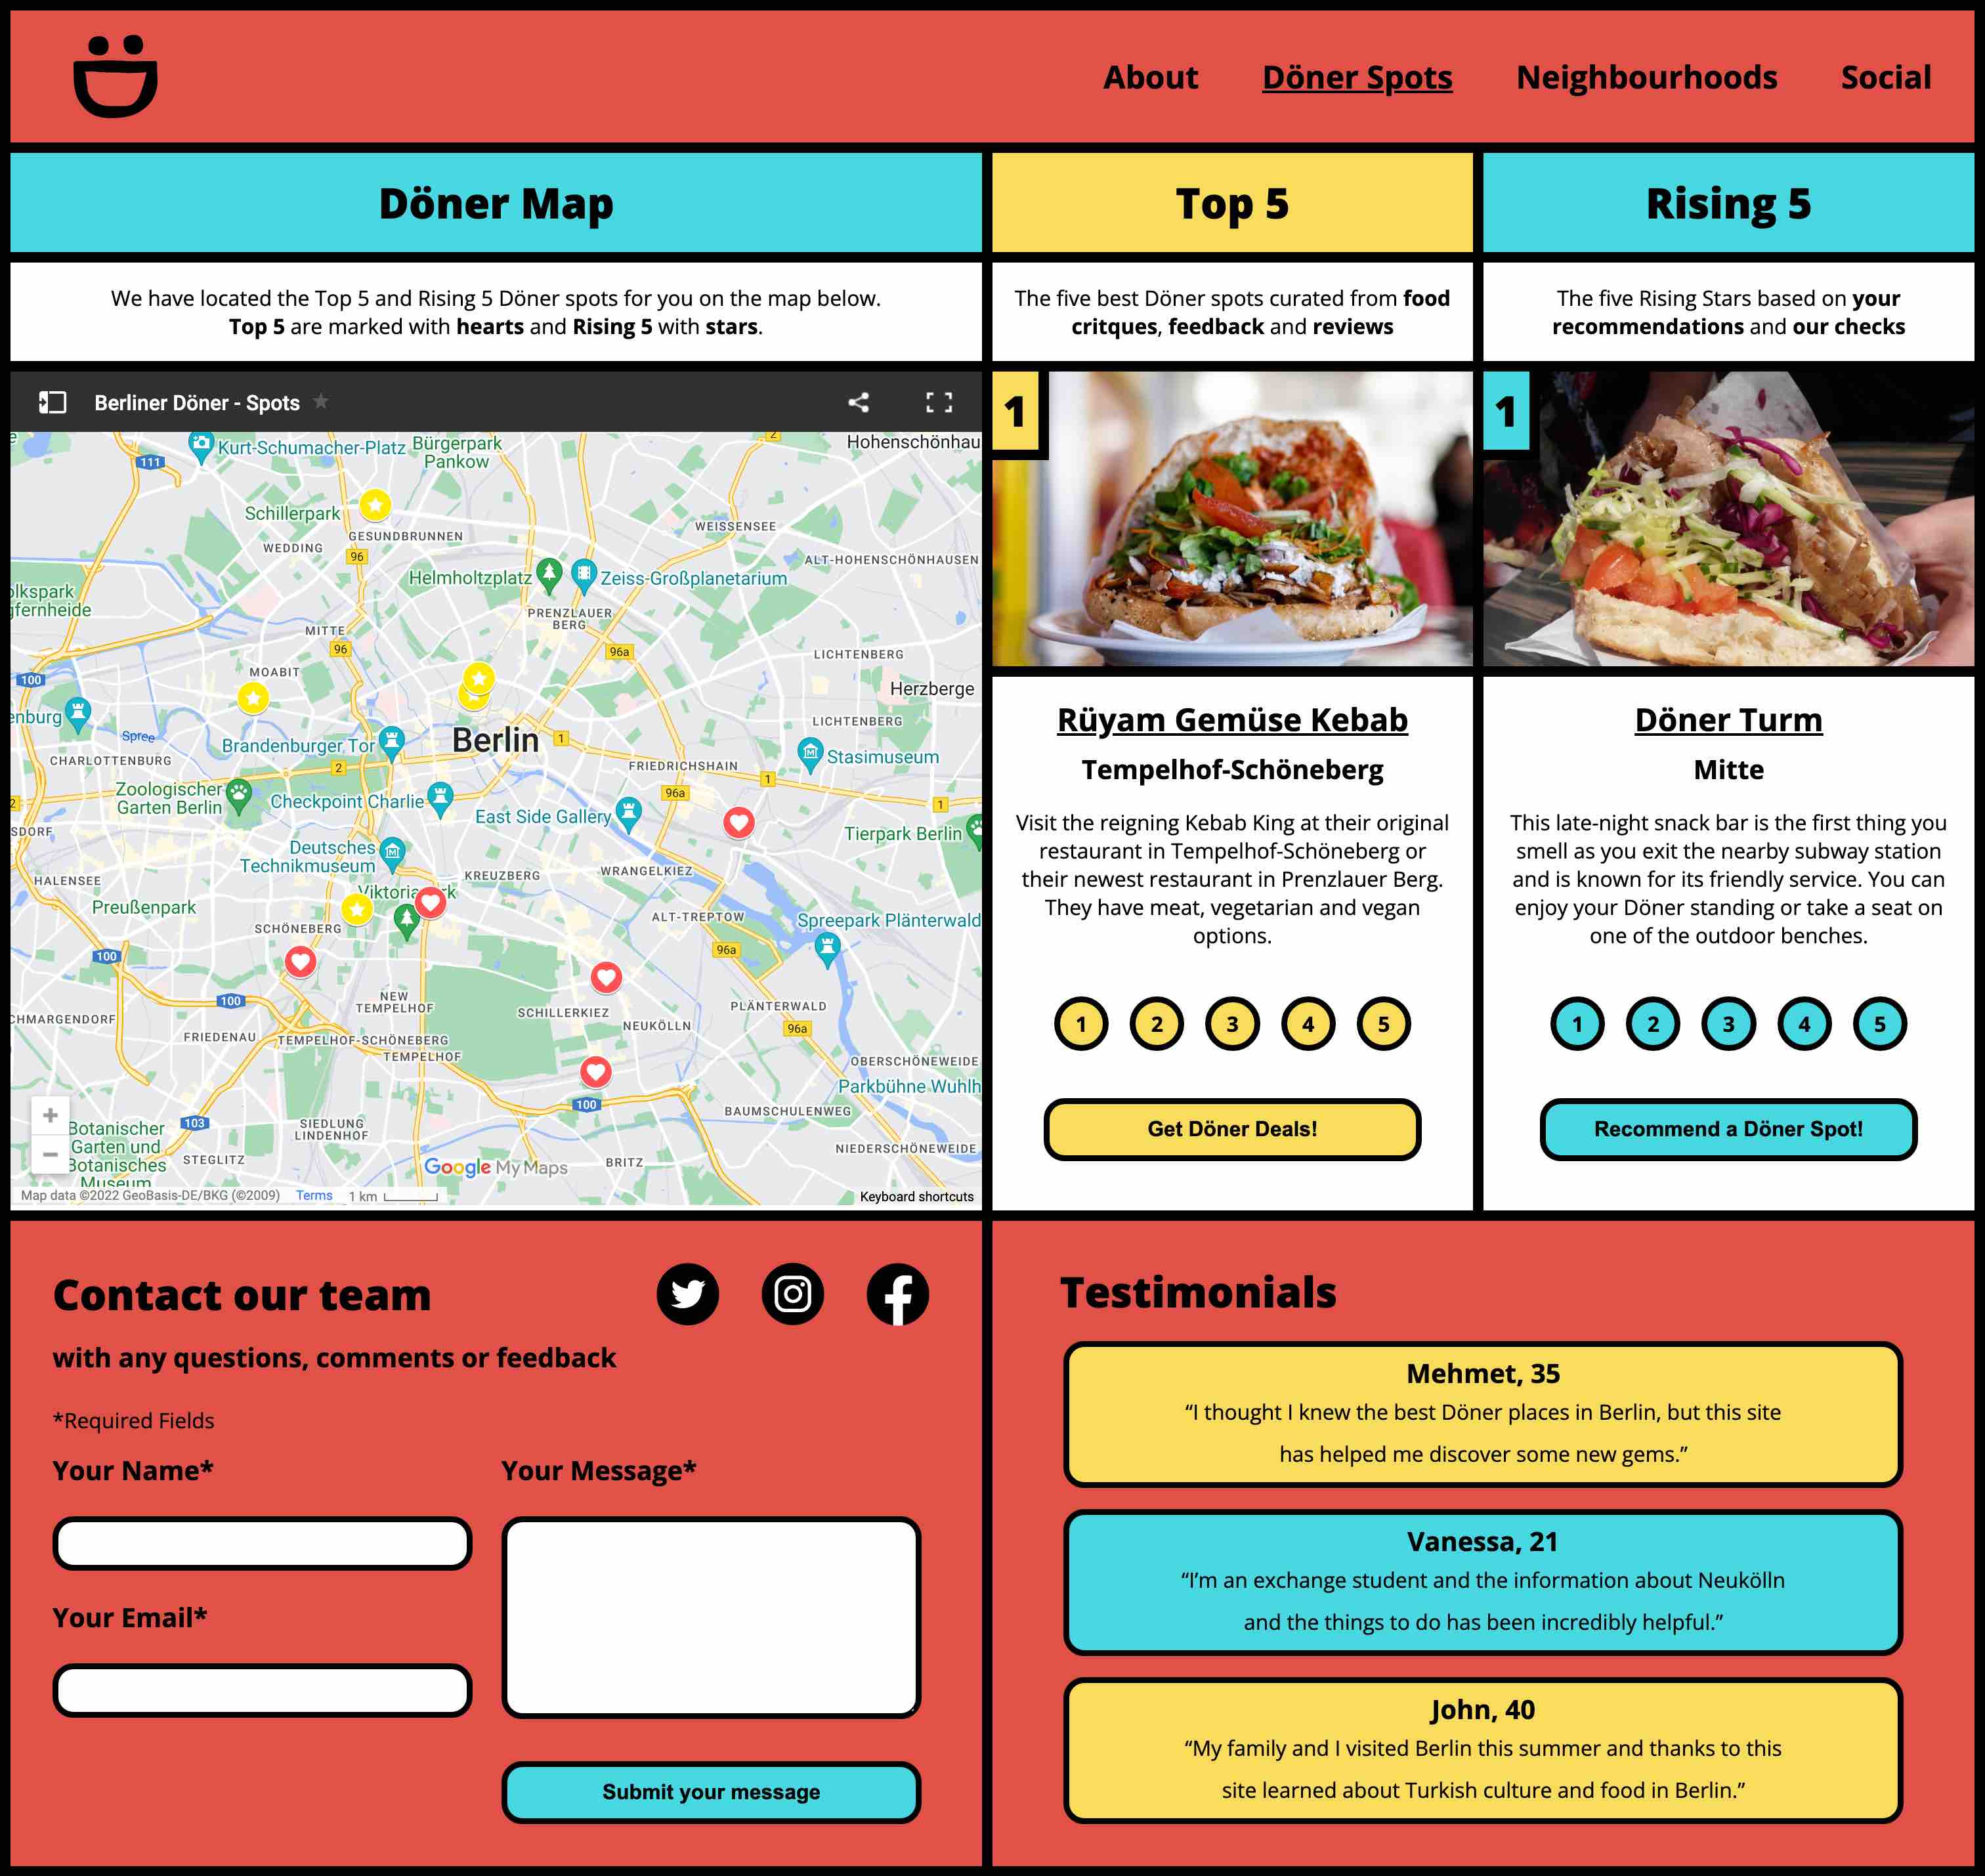 About
Döner Spots
Neighbourhoods
Social
Döner Map
We have located the Top 5 and Rising 5 Döner spots for you on the map below.
Top 5 are marked with hearts and Rising 5 with stars.
Berliner Döner - Spots
Kurt-Schumacher-Platz
Bürgerpark
Pankow
Hohenschönhau
111
2
Schillerpark
WEDDING
GESUNDBRUNNEN
96
WEISSENSEE
ALT-HOHENSCHÖNHAUSEN
Helmholtzplatz
Zeiss-Großplanetarium
olkspark
gfernheide
PRENZLAUER
BERG
MITTE
96
96a
LICHTENBERG
MOABIT
100
Herzberge
enburg
Spree
LICHTENBERG
Brandenburger Tor
Berlin
1
CHARLOTTENBURG
2
FRIEDRICHSHAIN
Stasimuseum
1
Zoologischer
Garten Berlin
Checkpoint Charlie
96a
1
2
East Side Gallery
SDORF
Tierpark Berlin
Deutsches
Technikmuseum
HALENSEE
KREUZBERG
WRANGELKIEZ
Viktoria
rk
Preußenpark
ALT-TREPTOW
Spreepark Plänterwald
SCHÖNEBERG
100
96a
100
NEW
TEMPELHOF
CHMARGENDORF
SCHILLERKIEZ
PLÄNTERWALD
NEUKÖLLN
96a
FRIEDENAU
TEMPELHOF-SCHÖNEBERG
TEMPELHOF
OBERSCHÖNEWEIDE
Parkbühne Wuhlh
100
BAUMSCHULENWEG
103
SIEDLUNG
LINDENHOF
Botanischer
Garten und
Botanisches
Museum
STEGLITZ
Google My Maps
BRITZ
NIEDERSCHÖNEWEIDE
+
−
Map data ©2022 GeoBasis-DE/BKG (©2009)
Terms
1 km
Keyboard shortcuts
Top 5
The five best Döner spots curated from food
critques, feedback and reviews
1
Rüyam Gemüse Kebab
Tempelhof-Schöneberg
Visit the reigning Kebab King at their original
restaurant in Tempelhof-Schöneberg or
their newest restaurant in Prenzlauer Berg.
They have meat, vegetarian and vegan
options.
1 2 3 4 5
Get Döner Deals!
Rising 5
The five Rising Stars based on your
recommendations and our checks
1
Döner Turm
Mitte
This late-night snack bar is the first thing you
smell as you exit the nearby subway station
and is known for its friendly service. You can
enjoy your Döner standing or take a seat on
one of the outdoor benches.
1 2 3 4 5
Recommend a Döner Spot!
Contact our team
with any questions, comments or feedback
*Required Fields
Your Name*
Your Email*
Your Message*
Submit your message
Testimonials
Mehmet, 35
“I thought I knew the best Döner places in Berlin, but this site
has helped me discover some new gems.”
Vanessa, 21
“I’m an exchange student and the information about Neukölln
and the things to do has been incredibly helpful.”
John, 40
“My family and I visited Berlin this summer and thanks to this
site learned about Turkish culture and food in Berlin.”